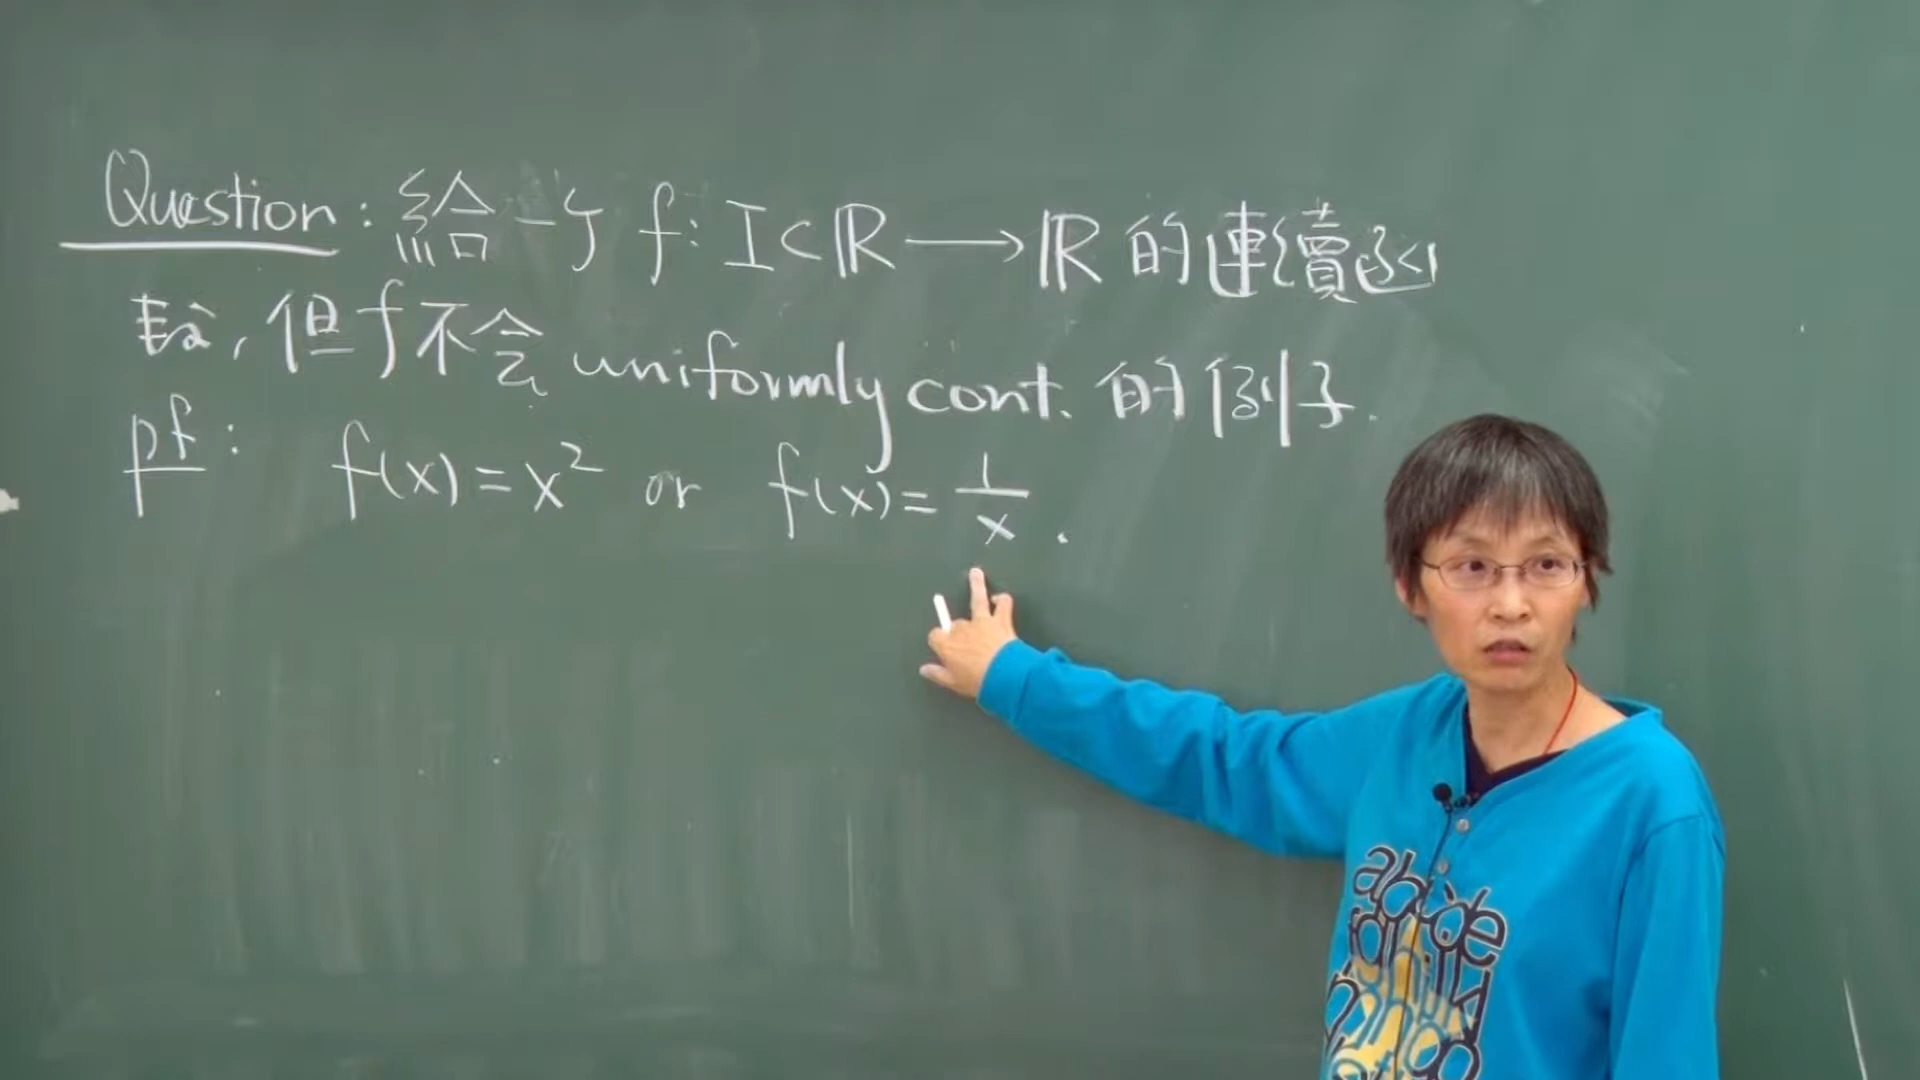 Question: 給一個 f: I⊂ℝ → ℝ 的連續函
數, 但 f 不会 uniformly cont. 的例子.
pf: f(x)=x² or f(x)=1/x.